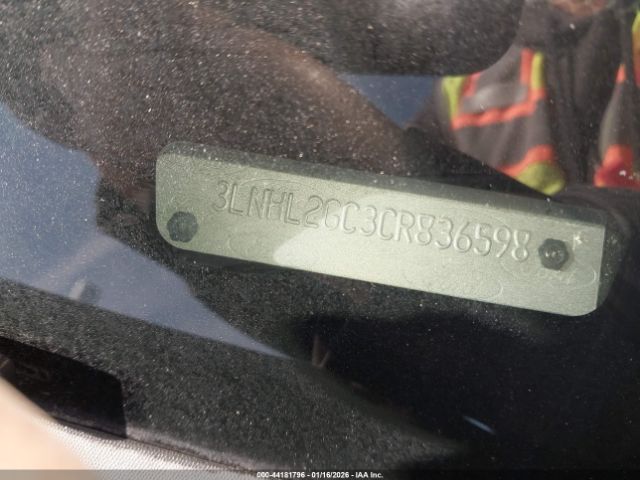 3LNHL2GC3CR836598
000-44181796 - 01/16/2026 - IAA Inc.